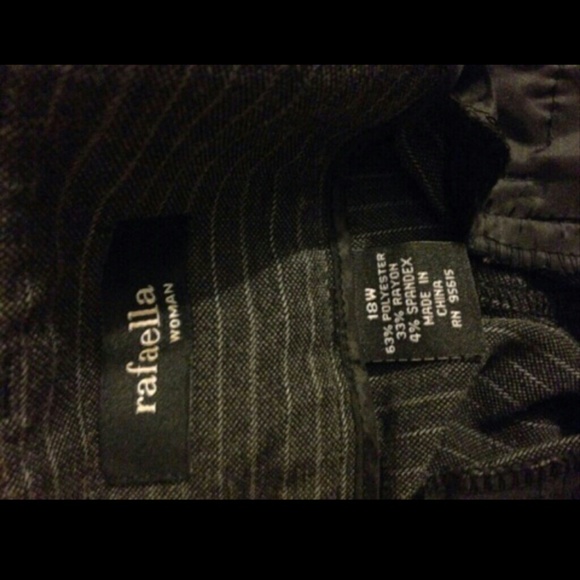 rafaella
WOMAN
18W
63% POLYESTER
33% RAYON
4% SPANDEX
MADE IN
CHINA
RN 95615